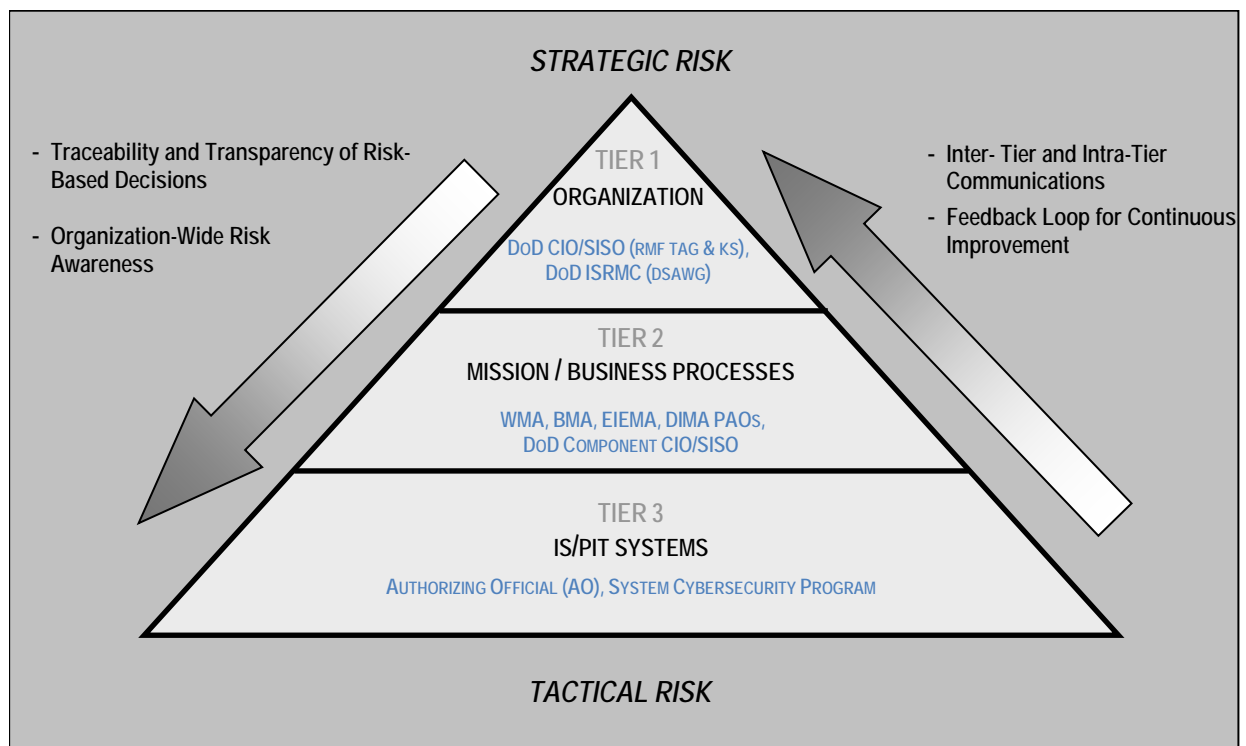 STRATEGIC RISK
- Traceability and Transparency of Risk-
Based Decisions
- Organization-Wide Risk
Awareness
- Inter- Tier and Intra-Tier
Communications
- Feedback Loop for Continuous
Improvement
TIER 1
ORGANIZATION
DOD CIO/SISO (RMF TAG & KS),
DOD ISRMC (DSAWG)
TIER 2
MISSION / BUSINESS PROCESSES
WMA, BMA, EIEMA, DIMA PAOS,
DOD COMPONENT CIO/SISO
TIER 3
IS/PIT SYSTEMS
AUTHORIZING OFFICIAL (AO), SYSTEM CYBERSECURITY PROGRAM
TACTICAL RISK